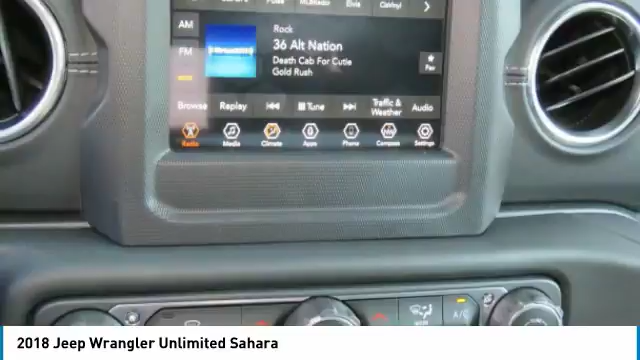 Elvis
AM
Rock
36 Alt Nation
FM
Death Cab For Cutie
Gold Rush
Fav
Browse Replay Tune Traffic & Weather Audio
Radio Media Climate Apps Phone Compass Settings
A/C
2018 Jeep Wrangler Unlimited Sahara